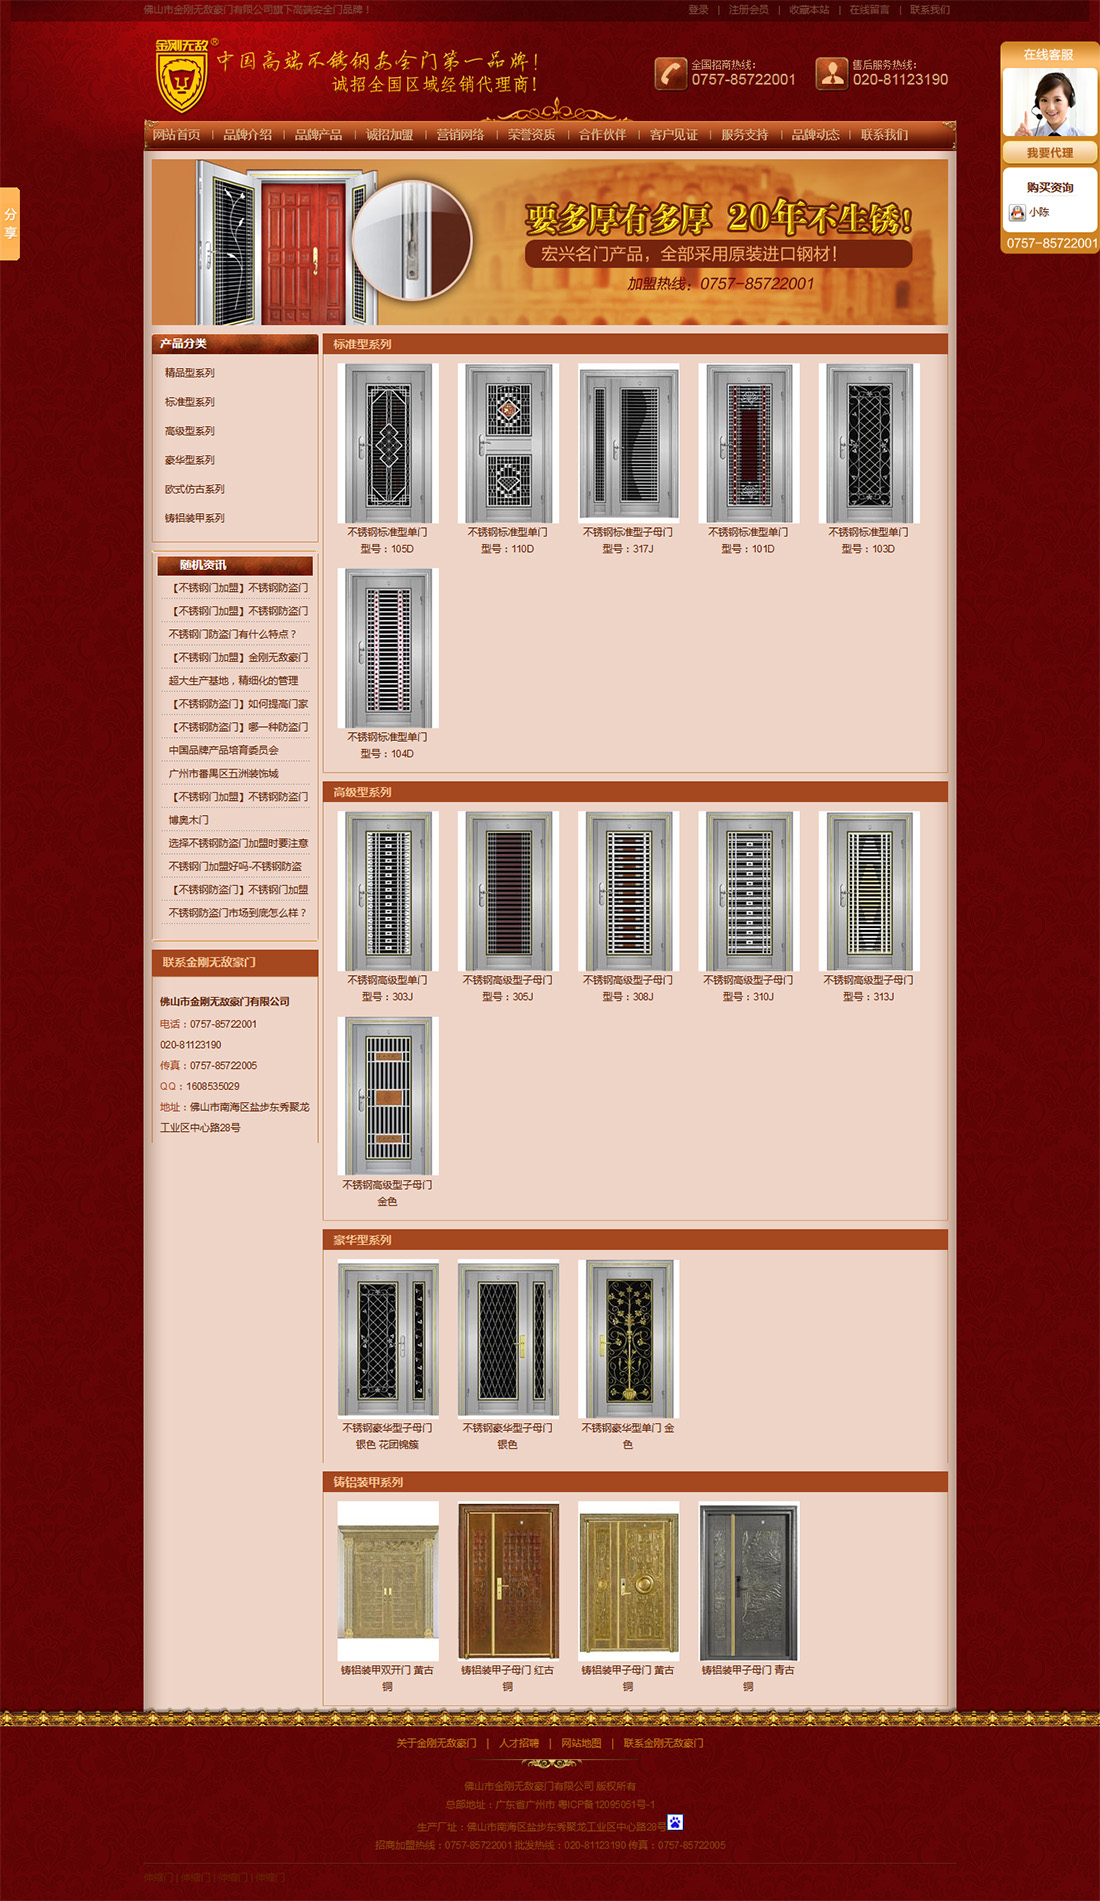 佛山市金刚无敌豪门有限公司旗下高端安全门品牌！
登录 | 注册会员 | 收藏本站 | 在线留言 | 联系我们
金刚无敌®
中国高端不锈钢安全门第一品牌！
诚招全国区域经销代理商！
全国招商热线：
0757-85722001
售后服务热线：
020-81123190
网站首页 | 品牌介绍 | 品牌产品 | 诚招加盟 | 营销网络 | 荣誉资质 | 合作伙伴 | 客户见证 | 服务支持 | 品牌动态 | 联系我们
在线客服
我要代理
购买资询
小陈
0757-85722001
分享
要多厚有多厚 20年不生锈！
宏兴名门产品，全部采用原装进口钢材！
加盟热线：0757-85722001
产品分类
精品型系列
标准型系列
高级型系列
豪华型系列
欧式仿古系列
铸铝装甲系列
随机资讯
【不锈钢门加盟】不锈钢防盗门
【不锈钢门加盟】不锈钢防盗门
不锈钢门防盗门有什么特点？
【不锈钢门加盟】金刚无敌豪门
超大生产基地，精细化的管理
【不锈钢防盗门】如何提高门家
【不锈钢防盗门】哪一种防盗门
中国品牌产品培育委员会
广州市番禺区五洲装饰城
【不锈钢门加盟】不锈钢防盗门
博奥木门
选择不锈钢防盗门加盟时要注意
不锈钢门加盟好吗-不锈钢防盗
【不锈钢防盗门】不锈钢门加盟
不锈钢防盗门市场到底怎么样？
联系金刚无敌豪门
佛山市金刚无敌豪门有限公司
电话：0757-85722001
020-81123190
传真：0757-85722005
QQ：1608535029
地址：佛山市南海区盐步东秀聚龙
工业区中心路28号
标准型系列
不锈钢标准型单门
型号：105D
不锈钢标准型单门
型号：110D
不锈钢标准型子母门
型号：317J
不锈钢标准型单门
型号：101D
不锈钢标准型单门
型号：103D
不锈钢标准型单门
型号：104D
高级型系列
不锈钢高级型单门
型号：303J
不锈钢高级型子母门
型号：305J
不锈钢高级型子母门
型号：308J
不锈钢高级型子母门
型号：310J
不锈钢高级型子母门
型号：313J
不锈钢高级型子母门
金色
豪华型系列
不锈钢豪华型子母门
银色 花团锦簇
不锈钢豪华型子母门
银色
不锈钢豪华型单门 金
色
铸铝装甲系列
铸铝装甲双开门 黄古
铜
铸铝装甲子母门 红古
铜
铸铝装甲子母门 黄古
铜
铸铝装甲子母门 青古
铜
关于金刚无敌豪门 | 人才招聘 | 网站地图 | 联系金刚无敌豪门
佛山市金刚无敌豪门有限公司 版权所有
总部地址：广东省广州市 粤ICP备12095051号-1
生产厂址：佛山市南海区盐步东秀聚龙工业区中心路28号
招商加盟热线：0757-85722001 批发热线：020-81123190 传真：0757-85722005
伸缩门 | 伸缩门 | 伸缩门 | 伸缩门